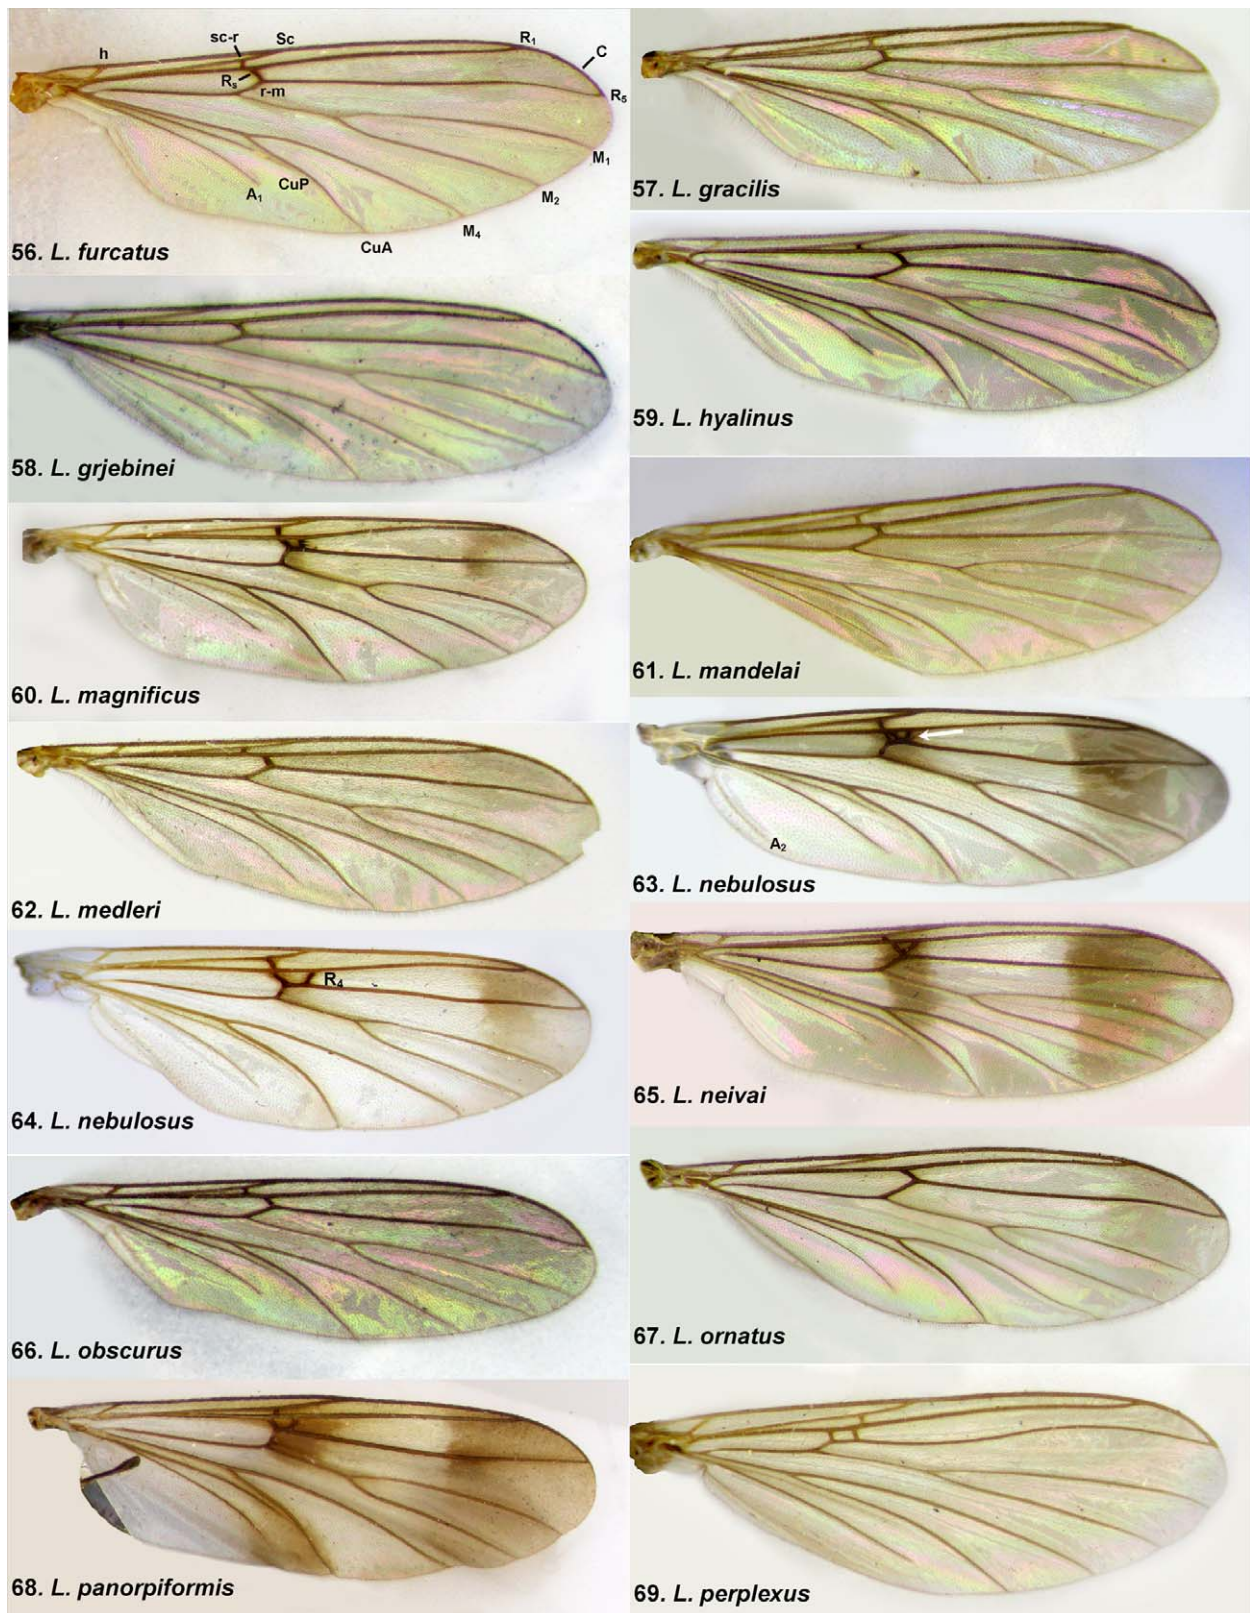 h
sc-r
Sc
R1
C
Rs
r-m
R5
M1
A1
CuP
M2
M4
CuA
56. L. furcatus
57. L. gracilis
58. L. grjebinei
59. L. hyalinus
60. L. magnificus
61. L. mandelai
62. L. medleri
A2
63. L. nebulosus
R4
64. L. nebulosus
65. L. neivai
66. L. obscurus
67. L. ornatus
68. L. panorpiformis
69. L. perplexus